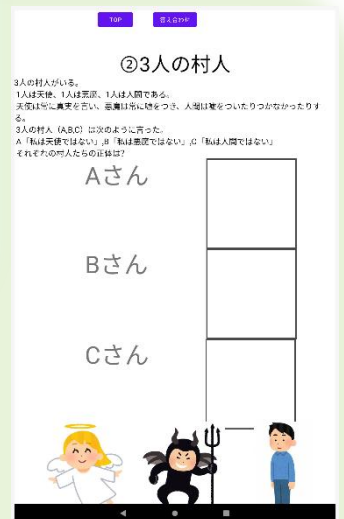 TOP
答え合わせ
②3人の村人
3人の村人がいる。
1人は天使、1人は悪魔、1人は人間である。
天使は常に真実を言い、悪魔は常に嘘をつき、人間は嘘をついたりつかなかったりす
る。
3人の村人（A,B,C）は次のように言った。
A「私は天使ではない」,B「私は悪魔ではない」,C「私は人間ではない」
それぞれの村人たちの正体は?
Aさん
Bさん
Cさん